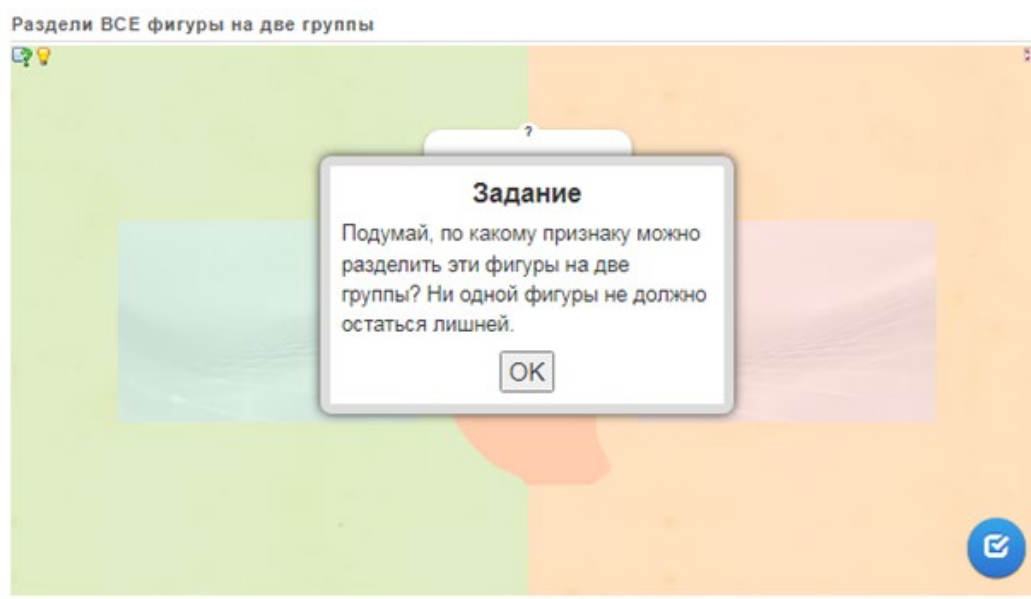 Раздели ВСЕ фигуры на две группы
?
Задание
Подумай, по какому признаку можно
разделить эти фигуры на две
группы? Ни одной фигуры не должно
остаться лишней.
OK